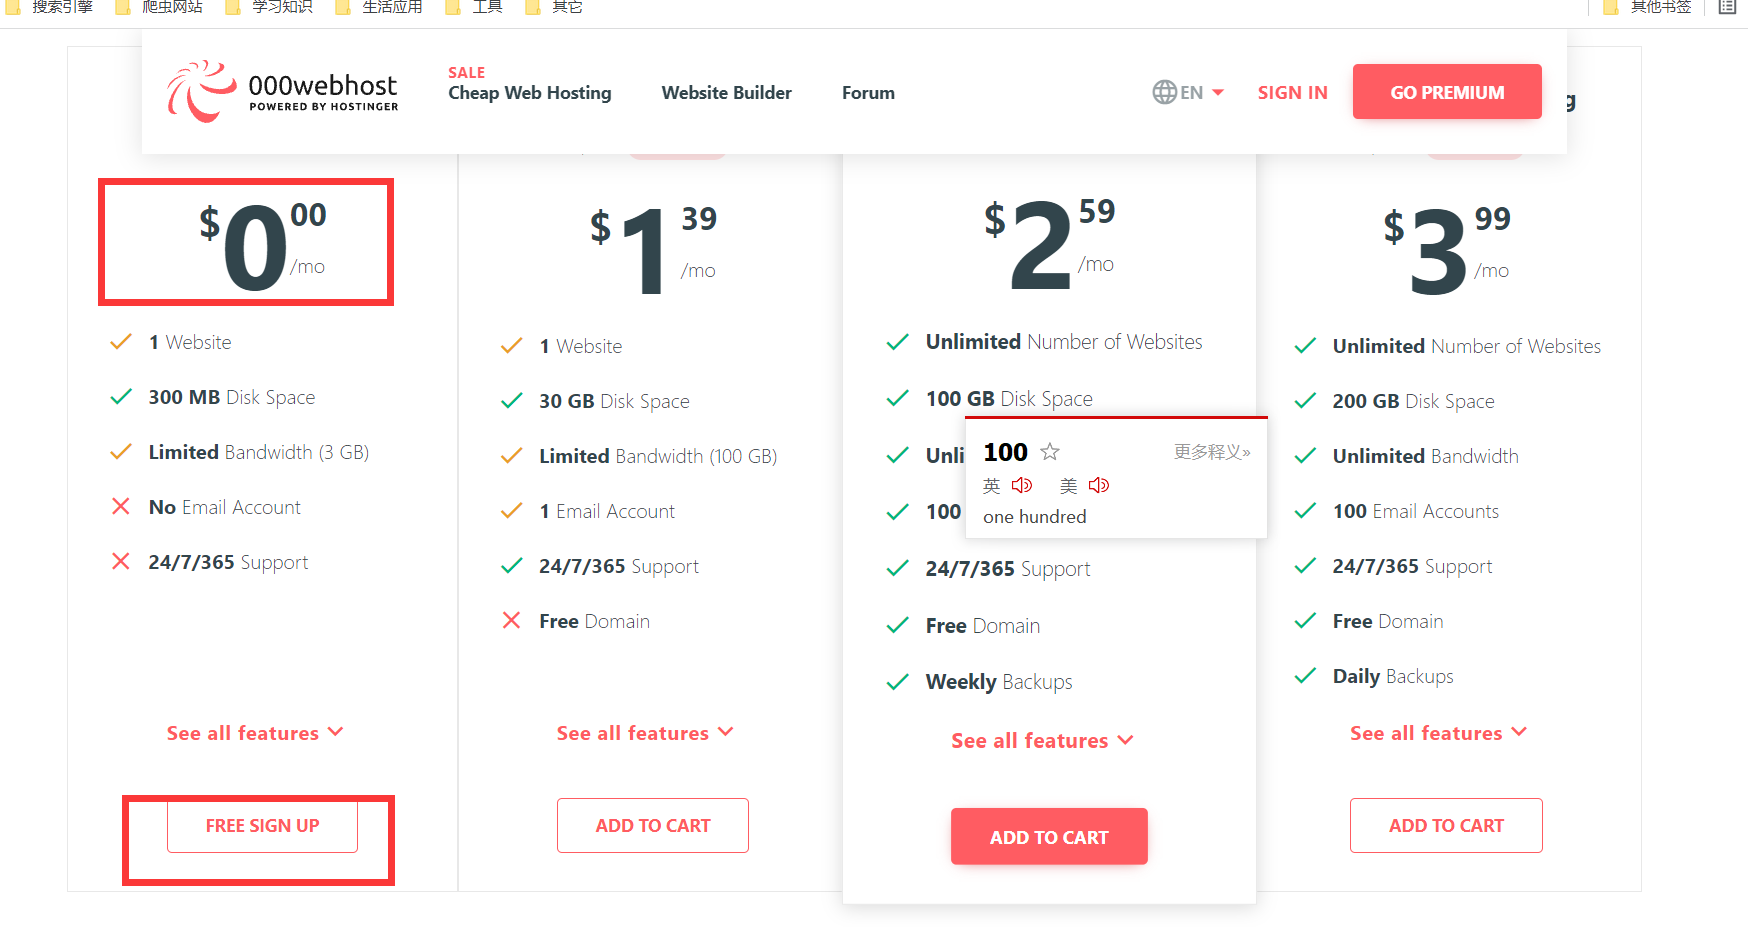 搜索引擎 爬虫网站 学习知识 生活应用 工具 其它 其他书签
000webhost
POWERED BY HOSTINGER
SALE
Cheap Web Hosting Website Builder Forum
EN SIGN IN GO PREMIUM
g
$0 00 /mo
1 Website
300 MB Disk Space
Limited Bandwidth (3 GB)
No Email Account
24/7/365 Support
See all features
FREE SIGN UP
$1 39 /mo
1 Website
30 GB Disk Space
Limited Bandwidth (100 GB)
1 Email Account
24/7/365 Support
Free Domain
See all features
ADD TO CART
$2 59 /mo
Unlimited Number of Websites
100 GB Disk Space
Unli
100
24/7/365 Support
Free Domain
Weekly Backups
See all features
ADD TO CART
100 更多释义»
英 美
one hundred
$3 99 /mo
Unlimited Number of Websites
200 GB Disk Space
Unlimited Bandwidth
100 Email Accounts
24/7/365 Support
Free Domain
Daily Backups
See all features
ADD TO CART